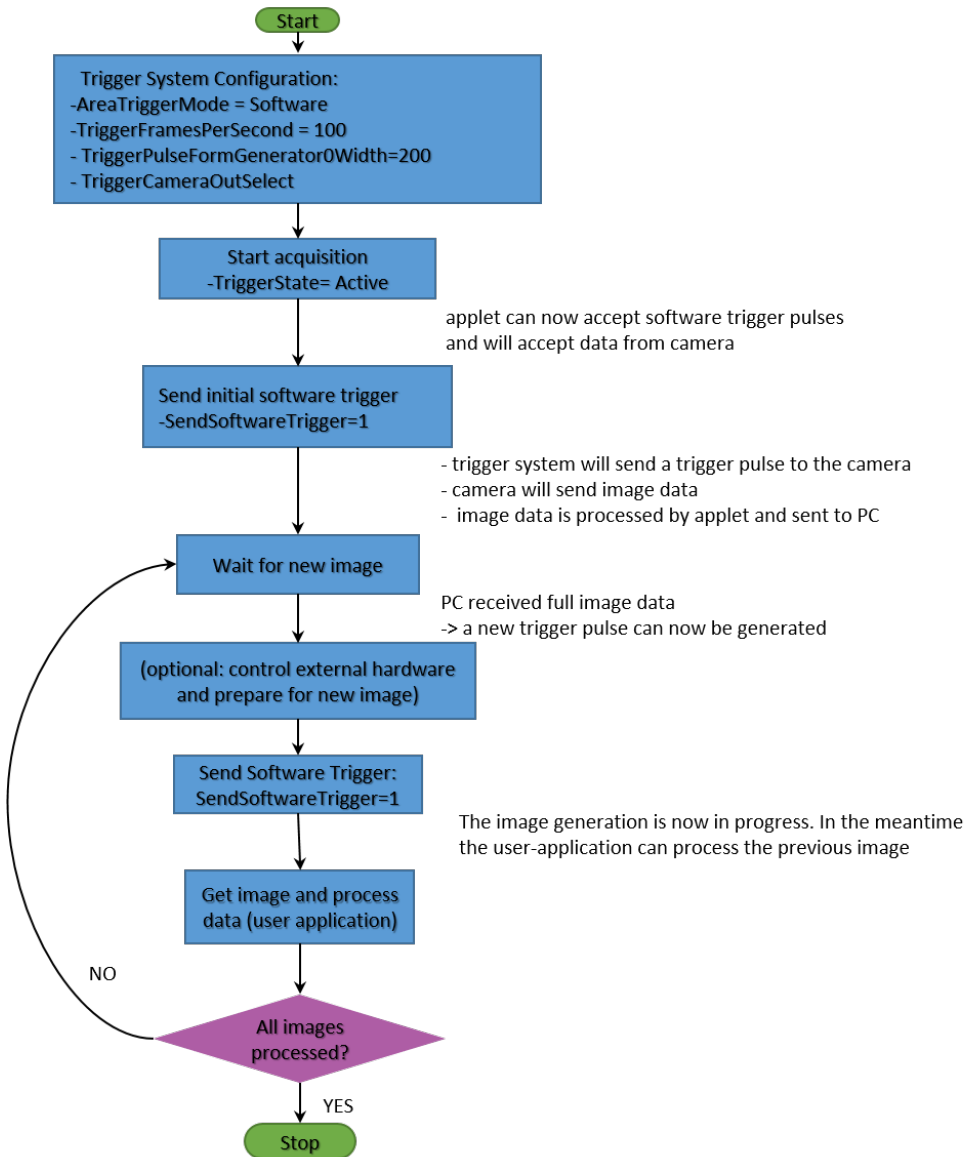 Start
Trigger System Configuration:
-AreaTriggerMode = Software
-TriggerFramesPerSecond = 100
- TriggerPulseFormGenerator0Width=200
- TriggerCameraOutSelect
Start acquisition
-TriggerState= Active
applet can now accept software trigger pulses
and will accept data from camera
Send initial software trigger
-SendSoftwareTrigger=1
- trigger system will send a trigger pulse to the camera
- camera will send image data
- image data is processed by applet and sent to PC
Wait for new image
PC received full image data
-> a new trigger pulse can now be generated
(optional: control external hardware
and prepare for new image)
Send Software Trigger:
SendSoftwareTrigger=1
The image generation is now in progress. In the meantime
the user-application can process the previous image
Get image and process
data (user application)
NO
All images
processed?
YES
Stop